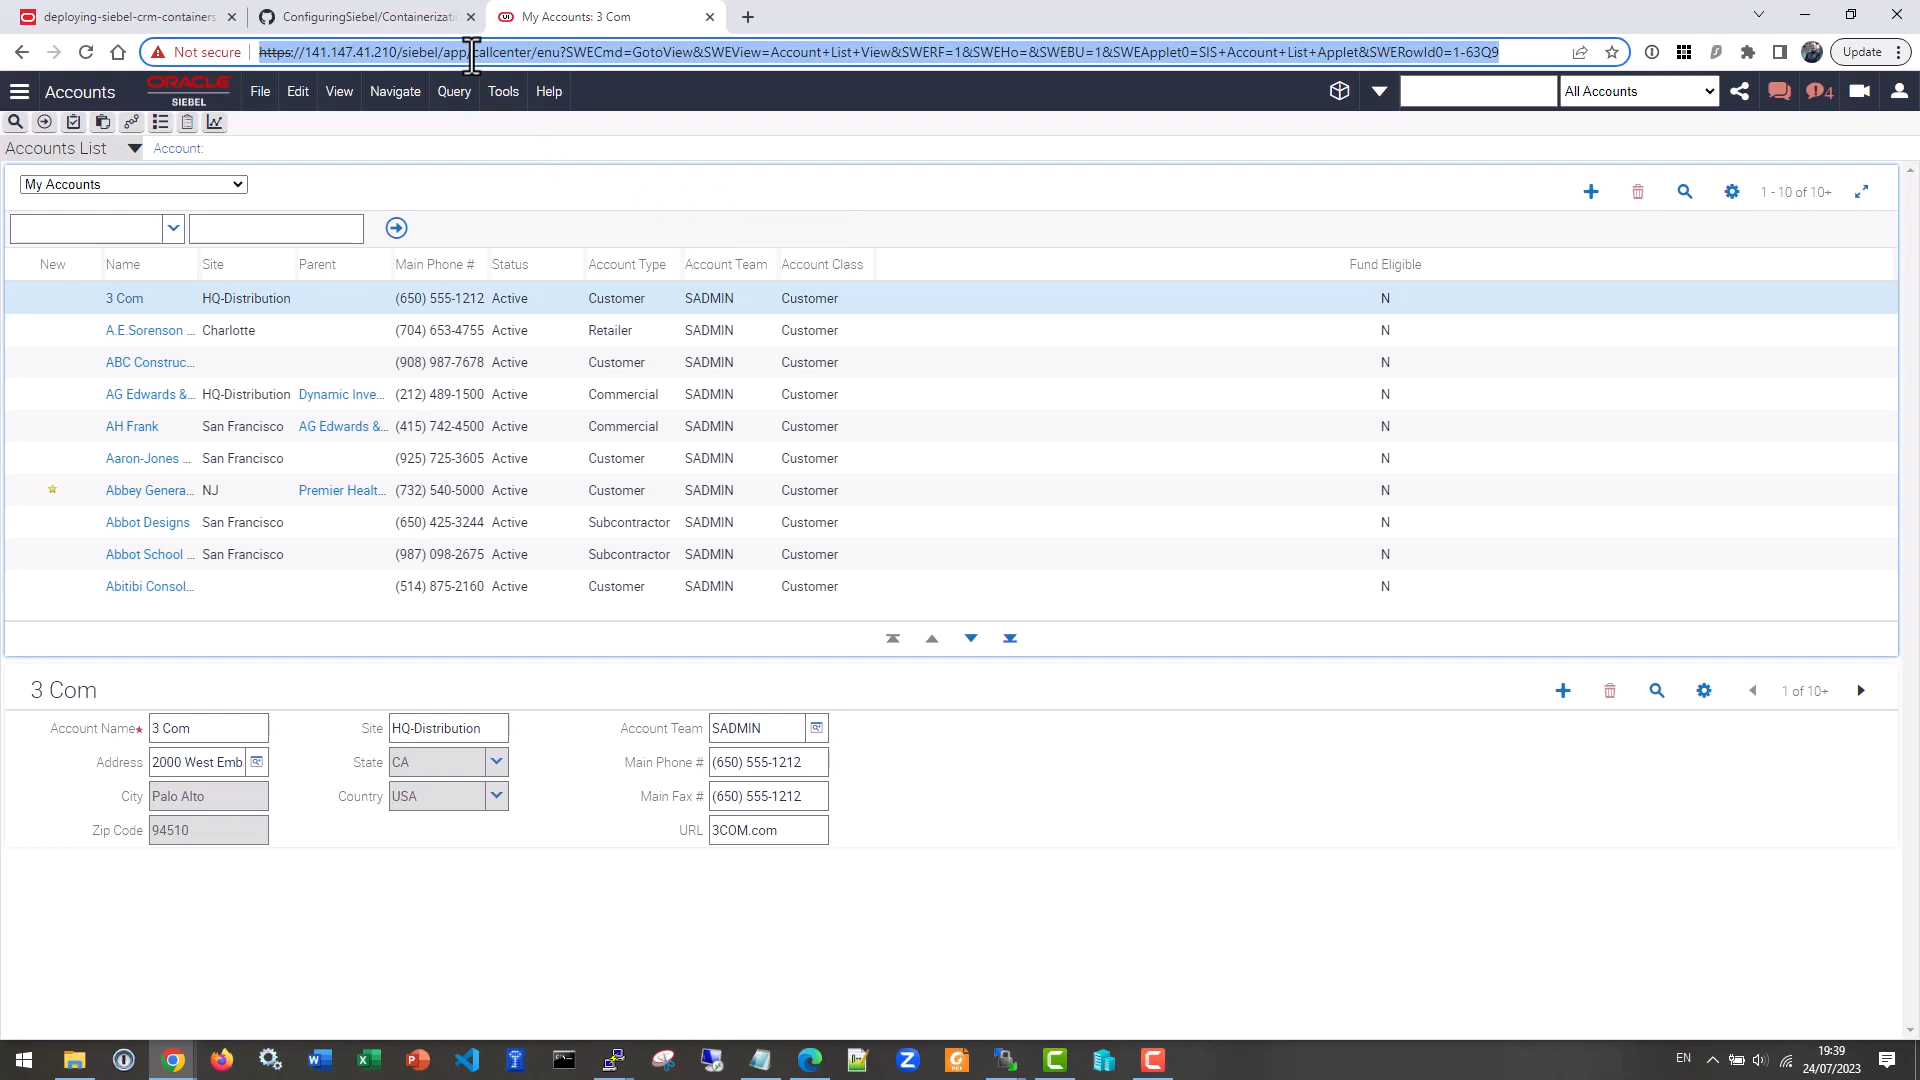 deploying-siebel-crm-containers
ConfiguringSiebel/Containerizati
My Accounts: 3 Com
Not secure
https://141.147.41.210/siebel/app/callcenter/enu?SWECmd=GotoView&SWEView=Account+List+View&SWERF=1&SWEHo=&SWEBU=1&SWEApplet0=SIS+Account+List+Applet&SWERowId0=1-63Q9
Update
Accounts
ORACLE
SIEBEL
File Edit View Navigate Query Tools Help
All Accounts
4
Accounts List
Account:
My Accounts
1 - 10 of 10+
New Name Site Parent Main Phone # Status Account Type Account Team Account Class Fund Eligible
3 Com HQ-Distribution (650) 555-1212 Active Customer SADMIN Customer N
A.E.Sorenson ... Charlotte (704) 653-4755 Active Retailer SADMIN Customer N
ABC Construc... (908) 987-7678 Active Customer SADMIN Customer N
AG Edwards &... HQ-Distribution Dynamic Inve... (212) 489-1500 Active Commercial SADMIN Customer N
AH Frank San Francisco AG Edwards &... (415) 742-4500 Active Commercial SADMIN Customer N
Aaron-Jones ... San Francisco (925) 725-3605 Active Customer SADMIN Customer N
Abbey Genera... NJ Premier Healt... (732) 540-5000 Active Customer SADMIN Customer N
Abbot Designs San Francisco (650) 425-3244 Active Subcontractor SADMIN Customer N
Abbot School ... San Francisco (987) 098-2675 Active Subcontractor SADMIN Customer N
Abitibi Consol... (514) 875-2160 Active Customer SADMIN Customer N
3 Com
1 of 10+
Account Name* 3 Com Site HQ-Distribution Account Team SADMIN
Address 2000 West Emb State CA Main Phone # (650) 555-1212
City Palo Alto Country USA Main Fax # (650) 555-1212
Zip Code 94510 URL 3COM.com
EN
19:39
24/07/2023